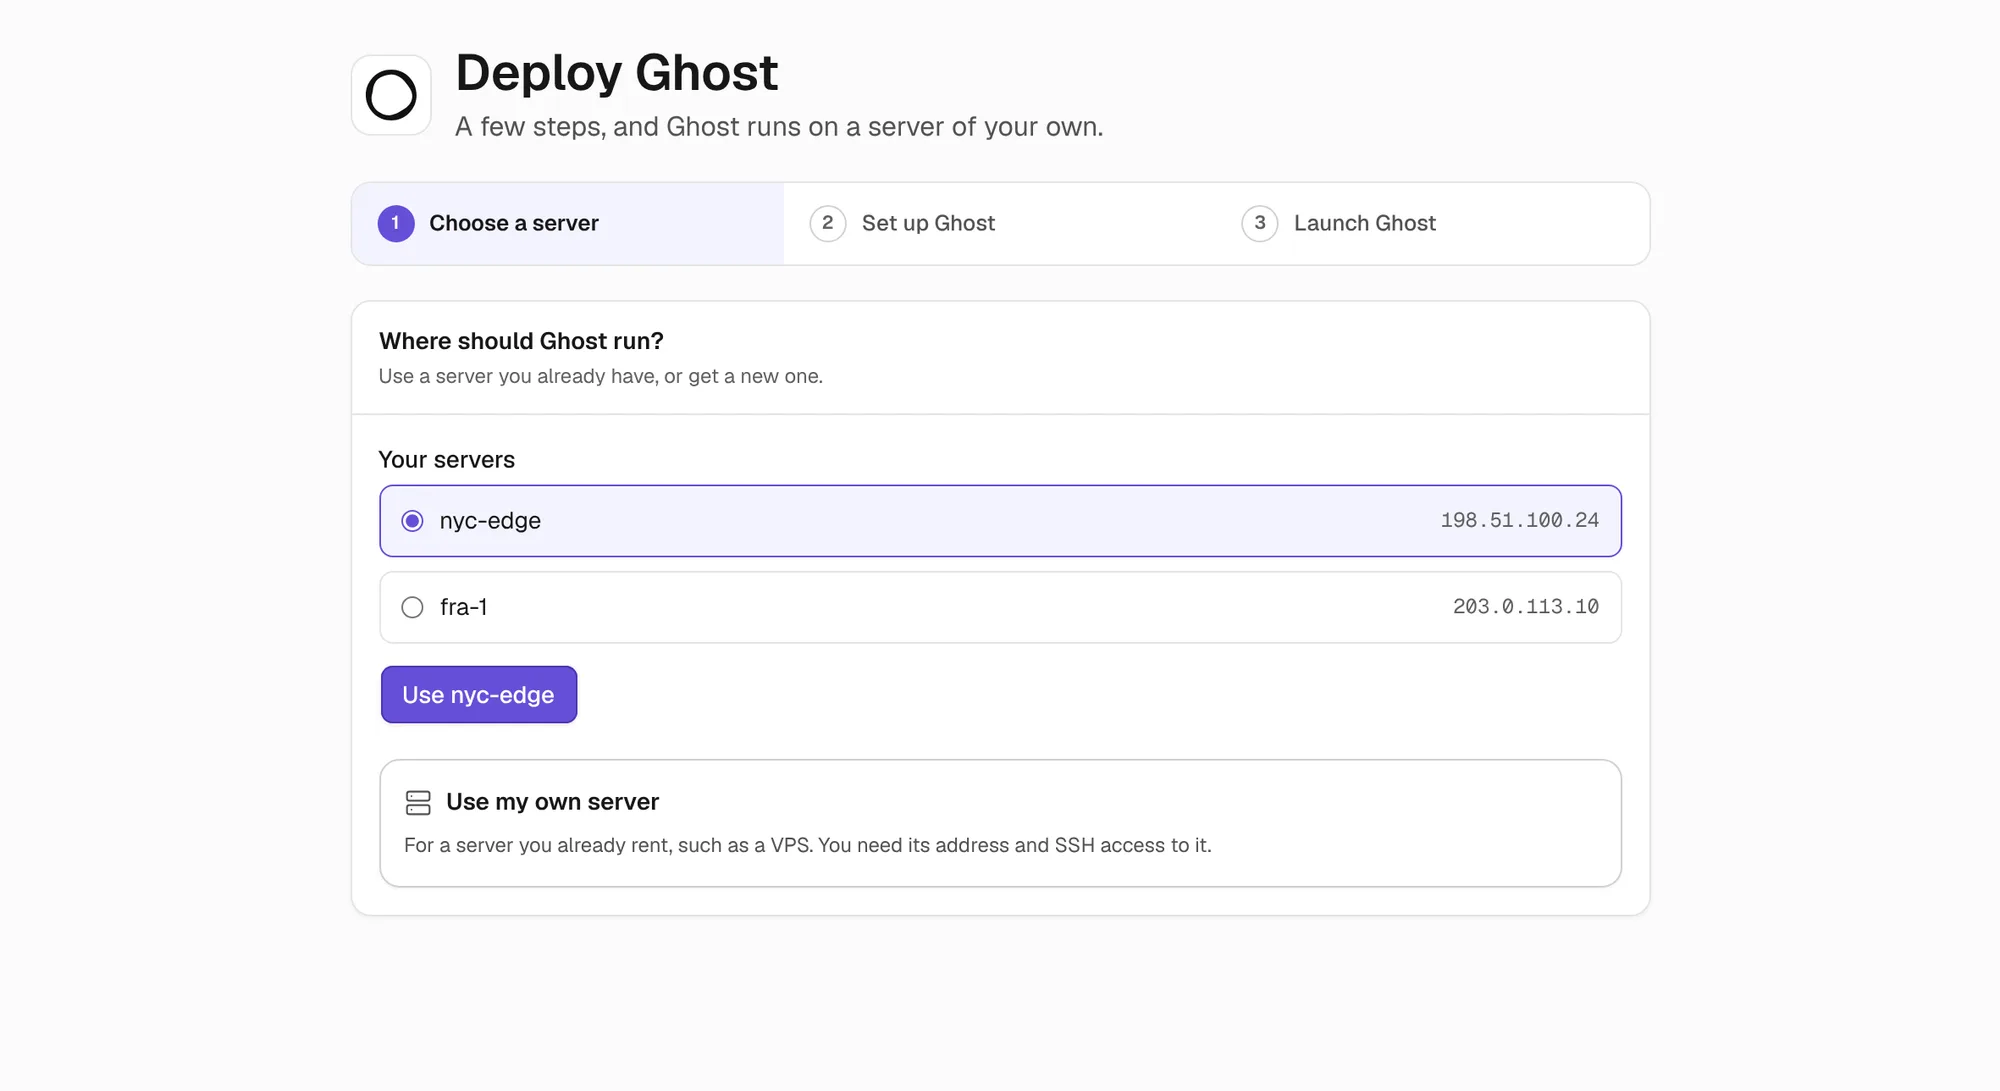 Deploy Ghost
A few steps, and Ghost runs on a server of your own.
1 Choose a server
2 Set up Ghost
3 Launch Ghost
Where should Ghost run?
Use a server you already have, or get a new one.
Your servers
nyc-edge 198.51.100.24
fra-1 203.0.113.10
Use nyc-edge
Use my own server
For a server you already rent, such as a VPS. You need its address and SSH access to it.